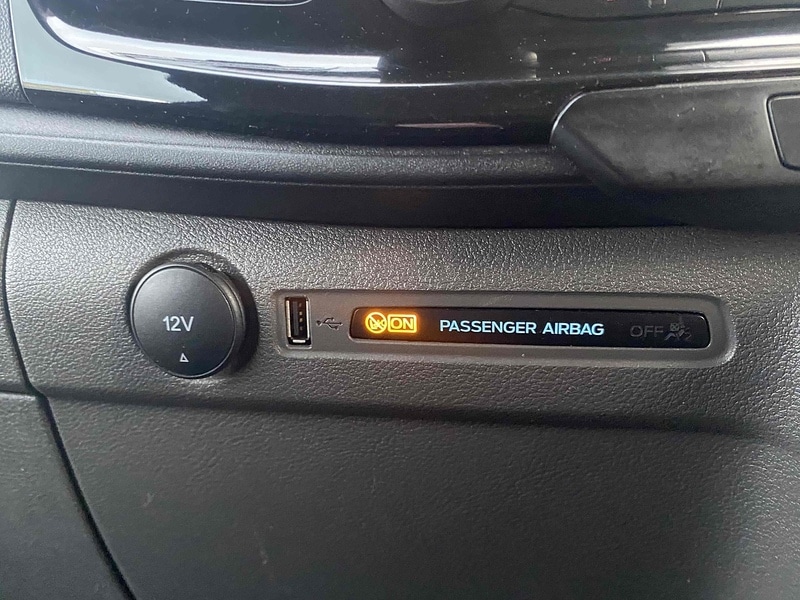 12V
ON PASSENGER AIRBAG OFF